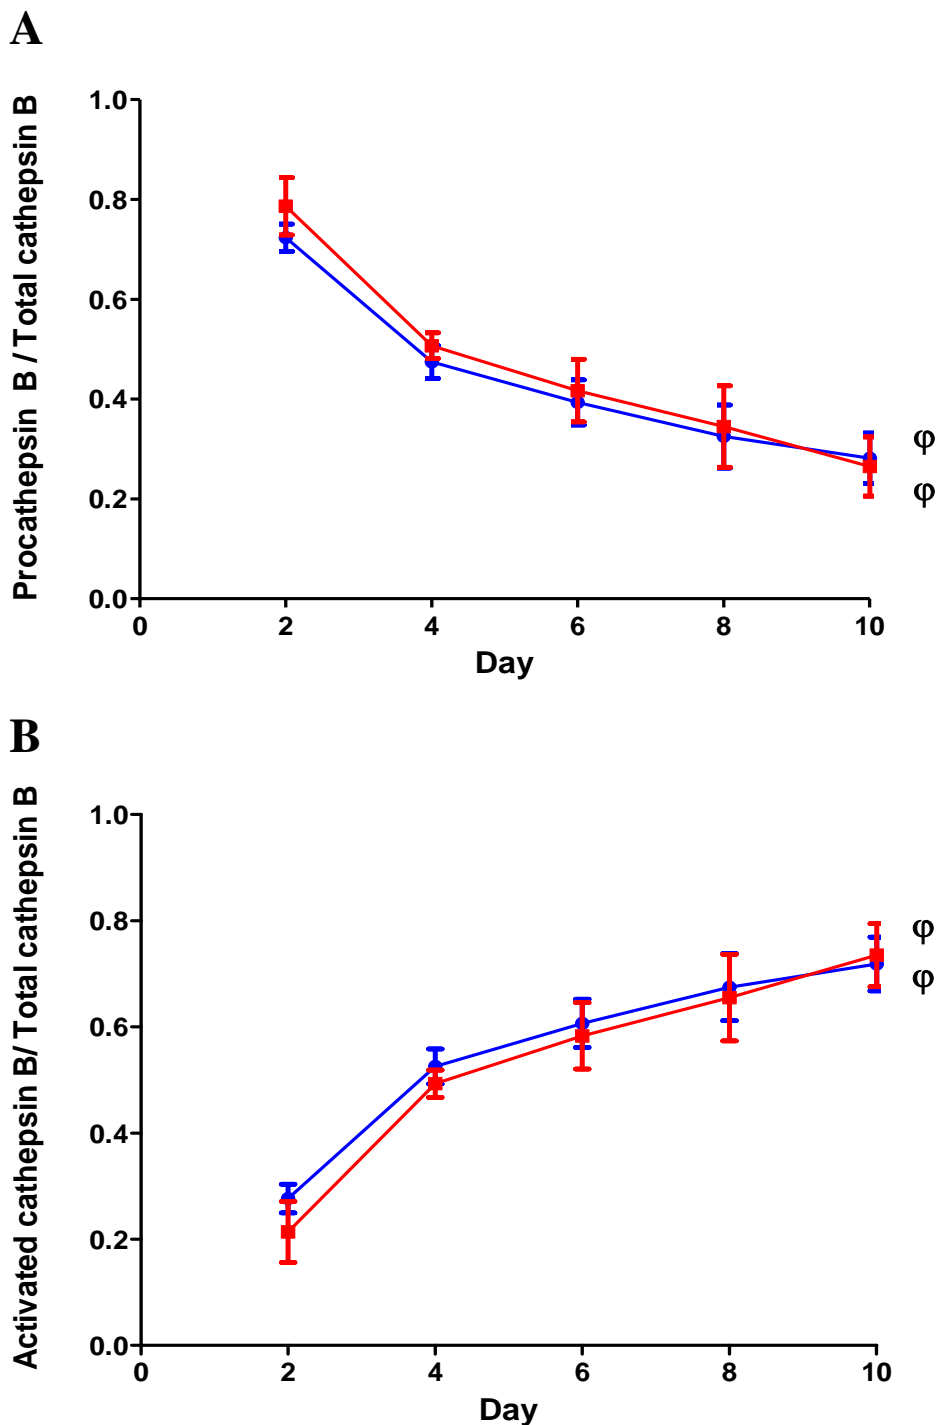 A
Procathepsin B / Total cathepsin B
1.0
0.8
0.6
0.4
0.2
0.0
φ
φ
0 2 4 6 8 10
Day
B
Activated cathepsin B/ Total cathepsin B
1.0
0.8
0.6
0.4
0.2
0.0
φ
φ
0 2 4 6 8 10
Day